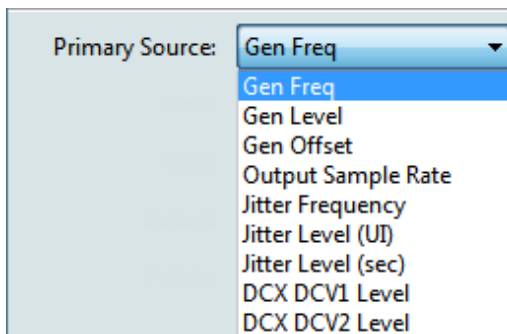 Primary Source: Gen Freq
Gen Freq
Gen Level
Gen Offset
Output Sample Rate
Jitter Frequency
Jitter Level (UI)
Jitter Level (sec)
DCX DCV1 Level
DCX DCV2 Level